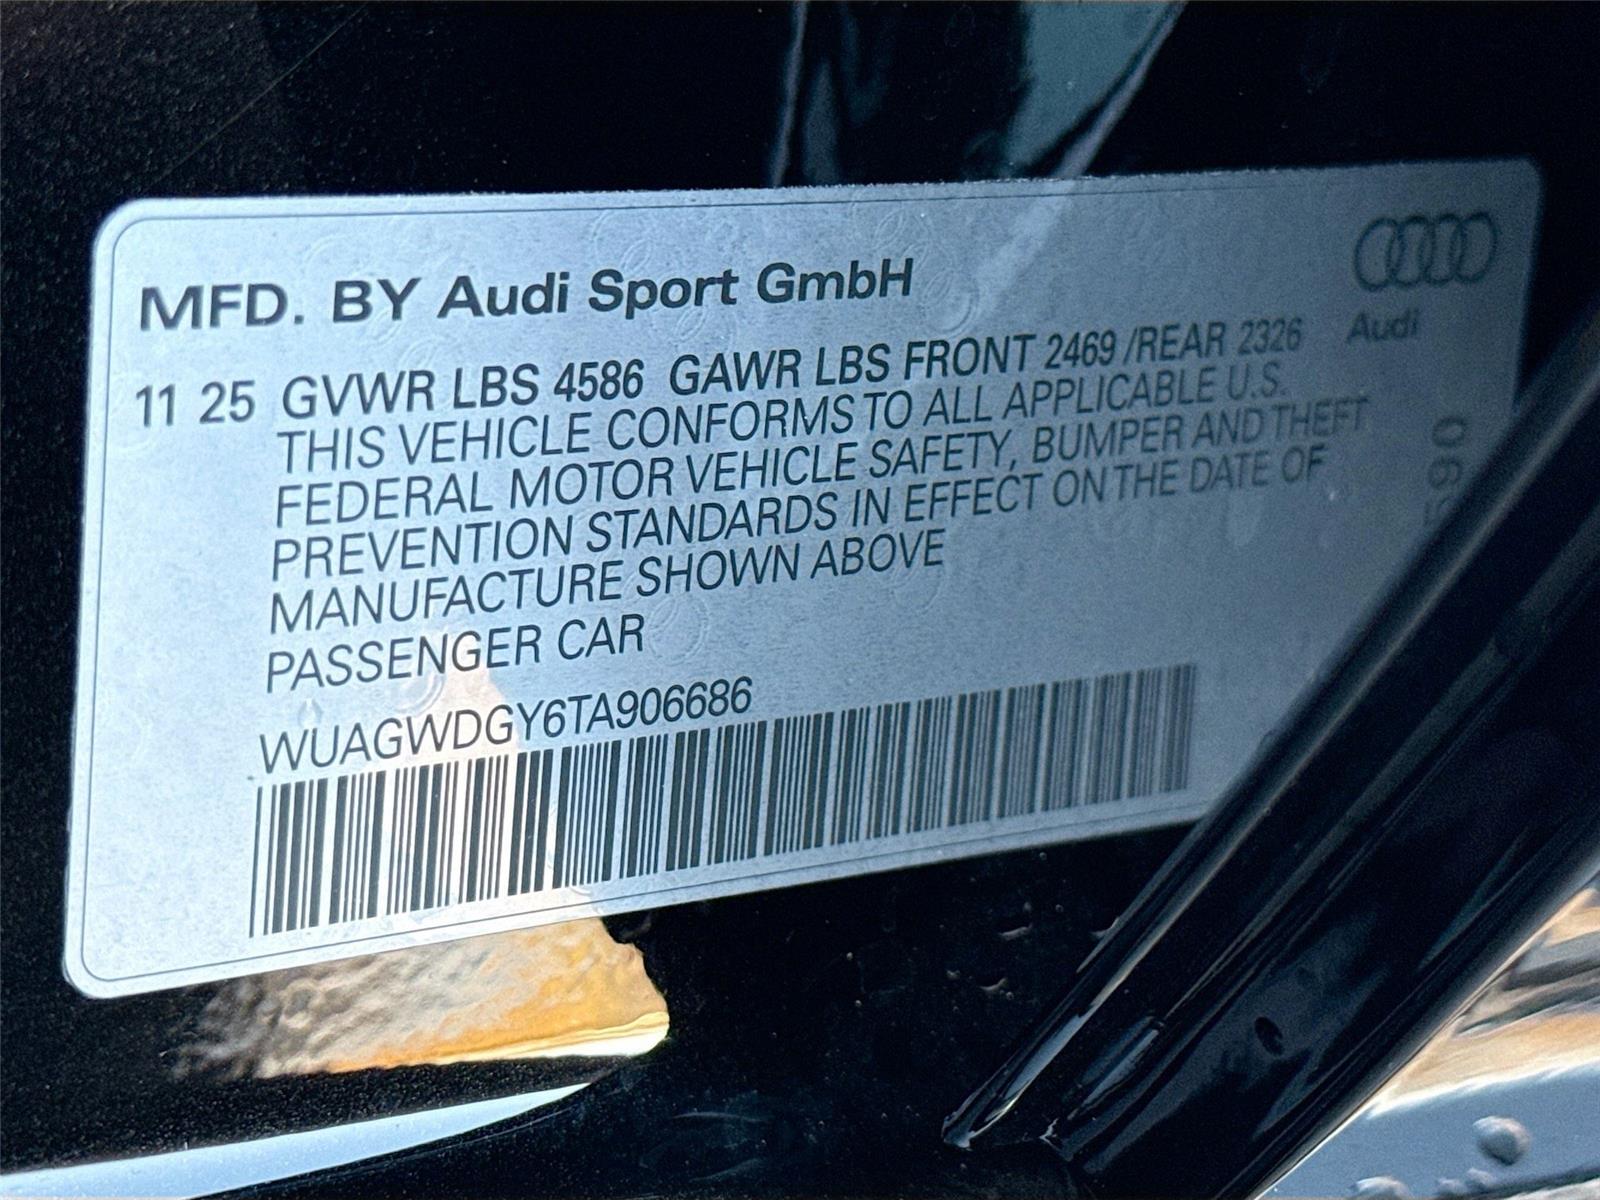 MFD. BY Audi Sport GmbH
Audi
11 25 GVWR LBS 4586 GAWR LBS FRONT 2469 /REAR 2326
THIS VEHICLE CONFORMS TO ALL APPLICABLE U.S.
FEDERAL MOTOR VEHICLE SAFETY, BUMPER AND THEFT
PREVENTION STANDARDS IN EFFECT ON THE DATE OF
MANUFACTURE SHOWN ABOVE
PASSENGER CAR
WUAGWDGY6TA906686